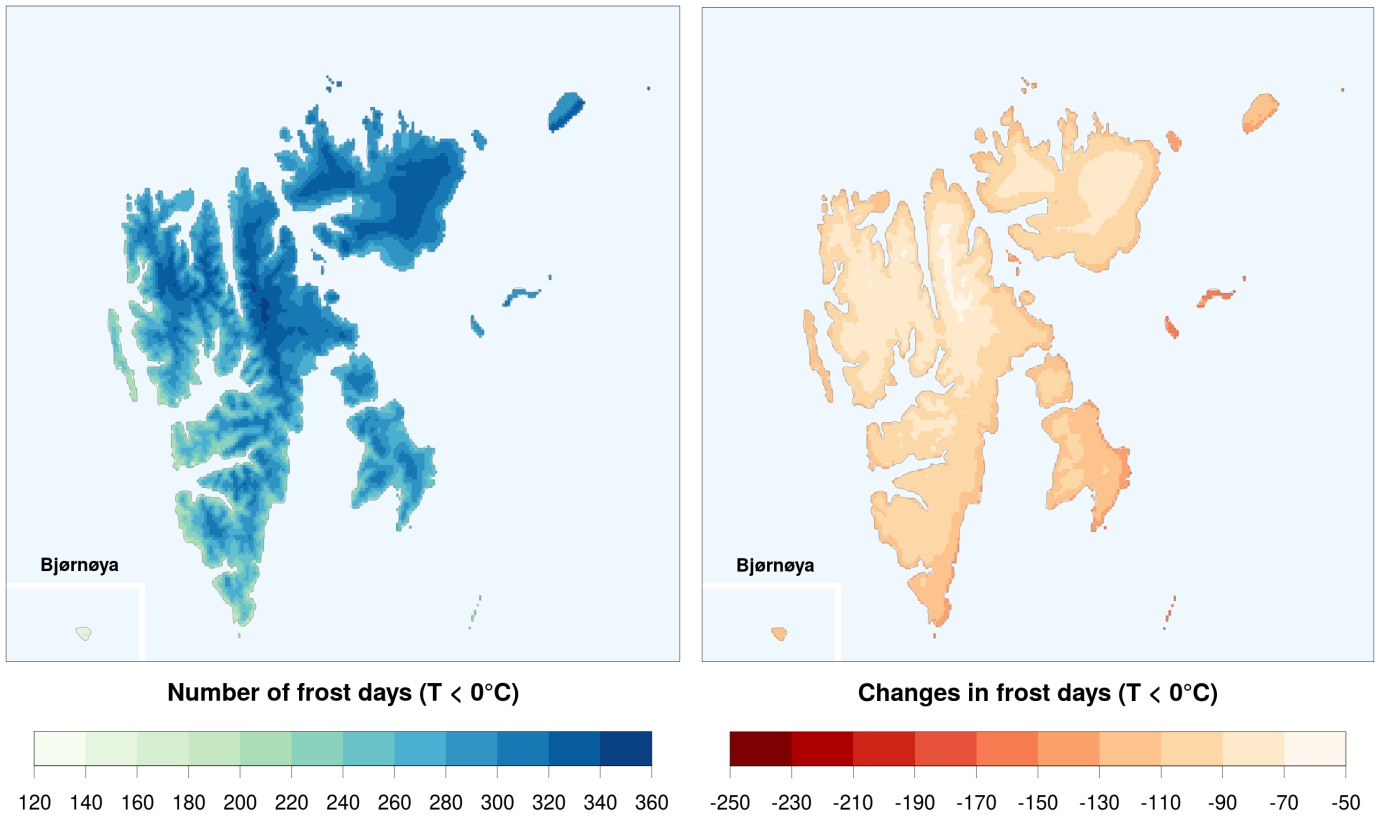 Bjørnøya
Number of frost days (T < 0°C)
120 140 160 180 200 220 240 260 280 300 320 340 360
Bjørnøya
Changes in frost days (T < 0°C)
-250 -230 -210 -190 -170 -150 -130 -110 -90 -70 -50